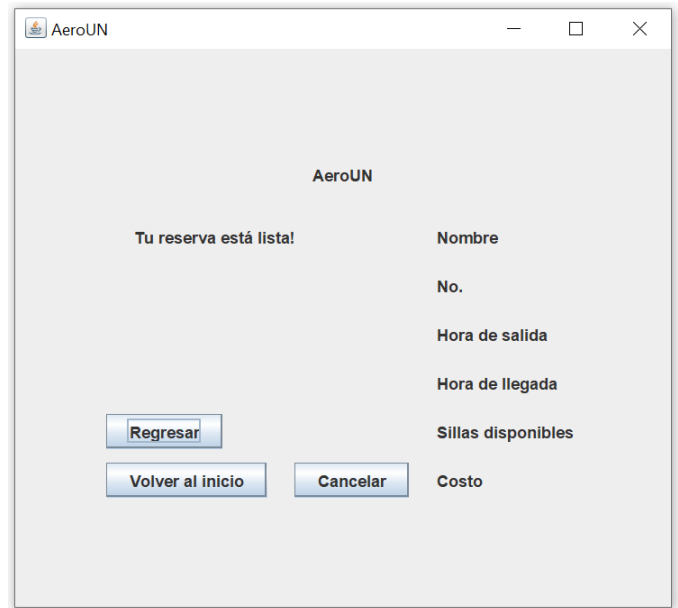 AeroUN
AeroUN
Tu reserva está lista!
Nombre
No.
Hora de salida
Hora de llegada
Regresar
Sillas disponibles
Volver al inicio
Cancelar
Costo